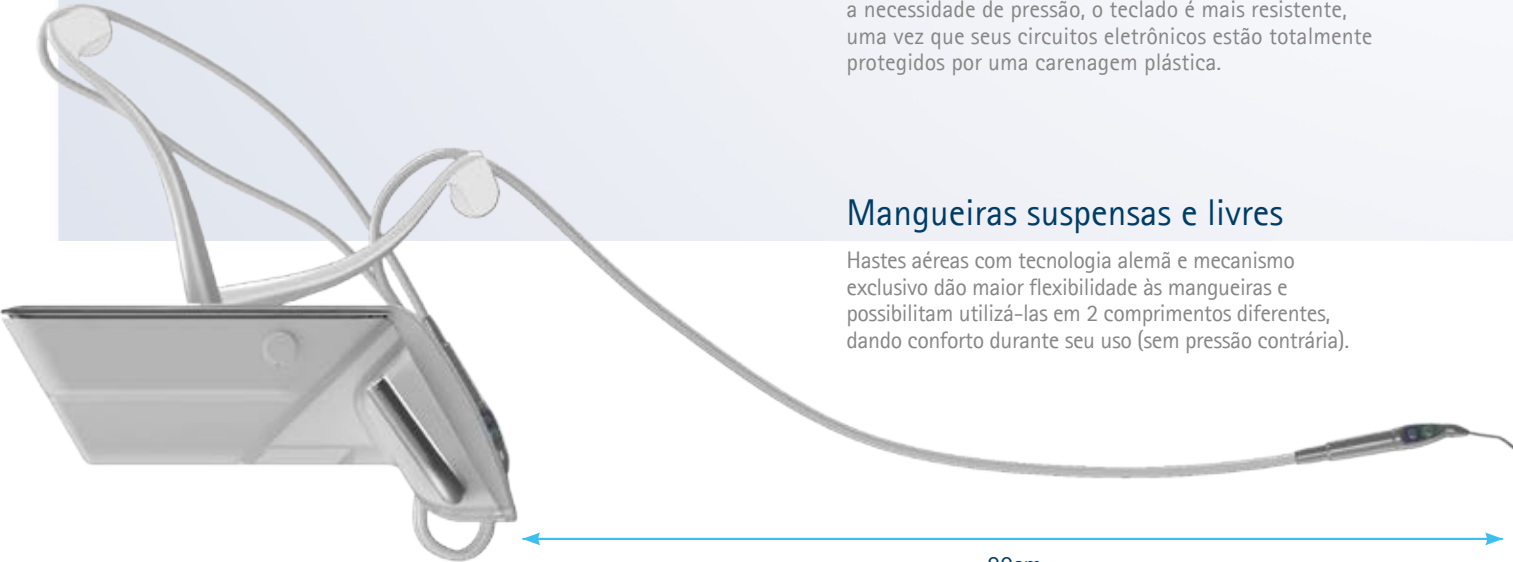 a necessidade de pressão, o teclado é mais resistente,
uma vez que seus circuitos eletrônicos estão totalmente
protegidos por uma carenagem plástica.
Mangueiras suspensas e livres
Hastes aéreas com tecnologia alemã e mecanismo
exclusivo dão maior flexibilidade às mangueiras e
possibilitam utilizá-las em 2 comprimentos diferentes,
dando conforto durante seu uso (sem pressão contrária).